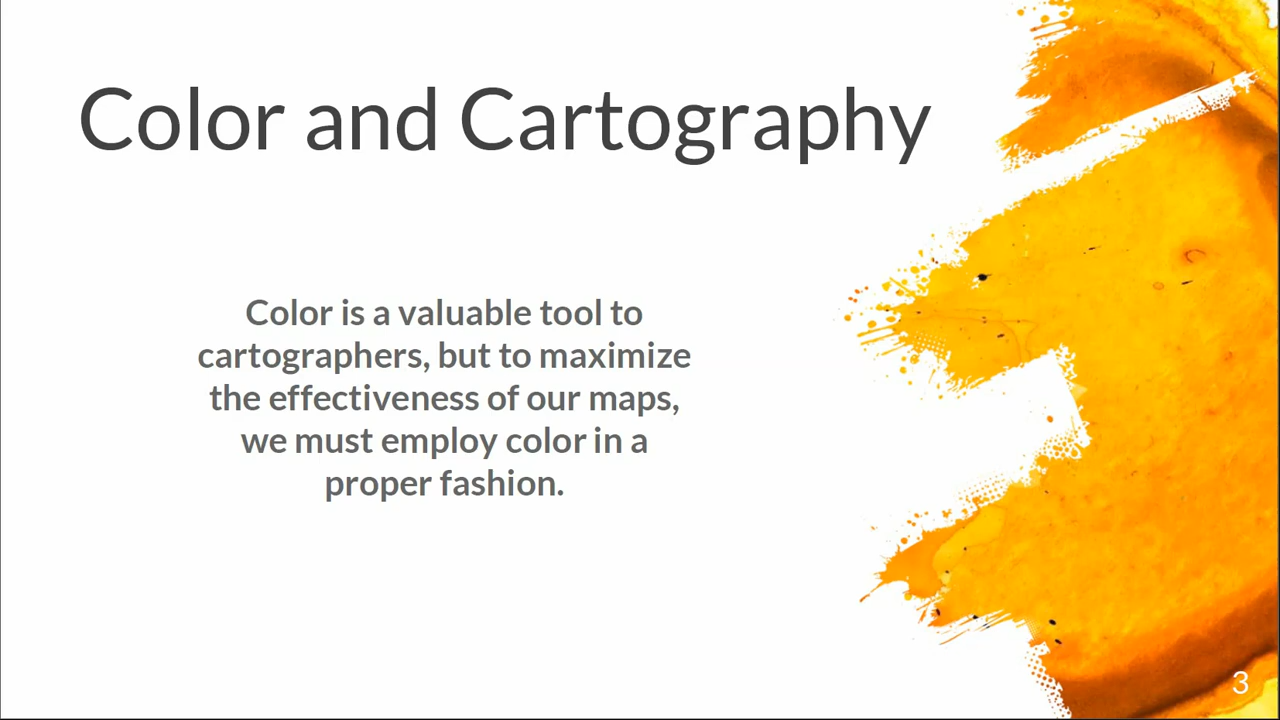 Color and Cartography
Color is a valuable tool to
cartographers, but to maximize
the effectiveness of our maps,
we must employ color in a
proper fashion.
3